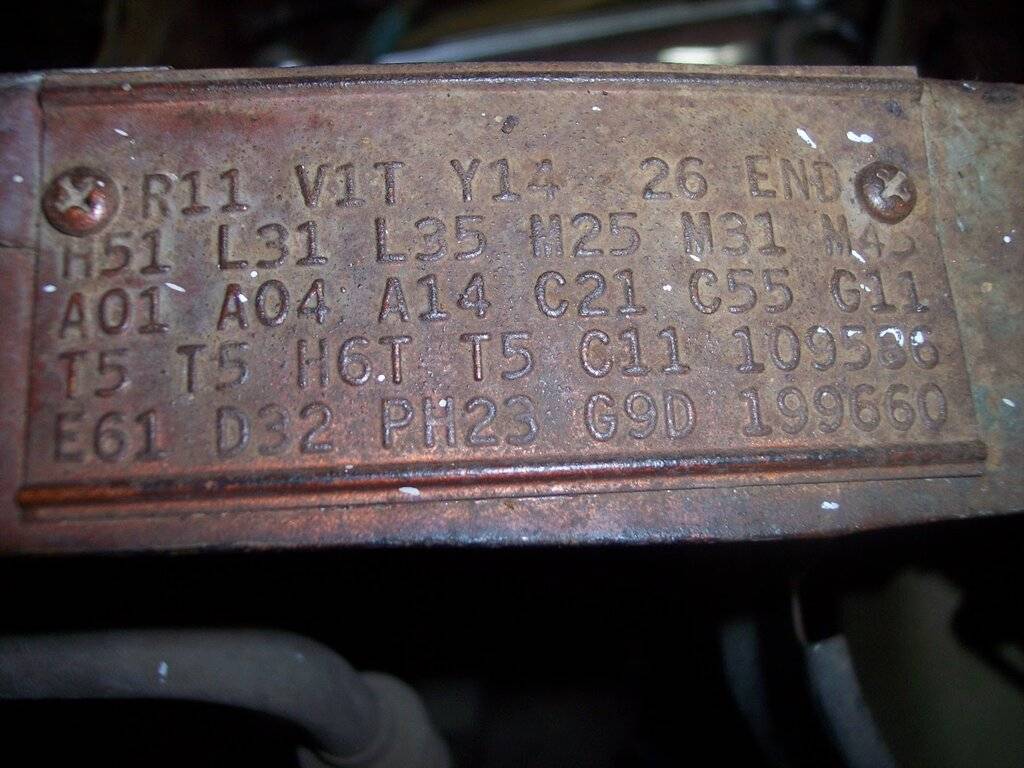 R11 V1T Y14 26 END
H51 L31 L35 M25 M31 M45
A01 A04 A14 C21 C55 G11
T5 T5 H6T T5 C11 109586
E61 D32 PH23 G9D 199660